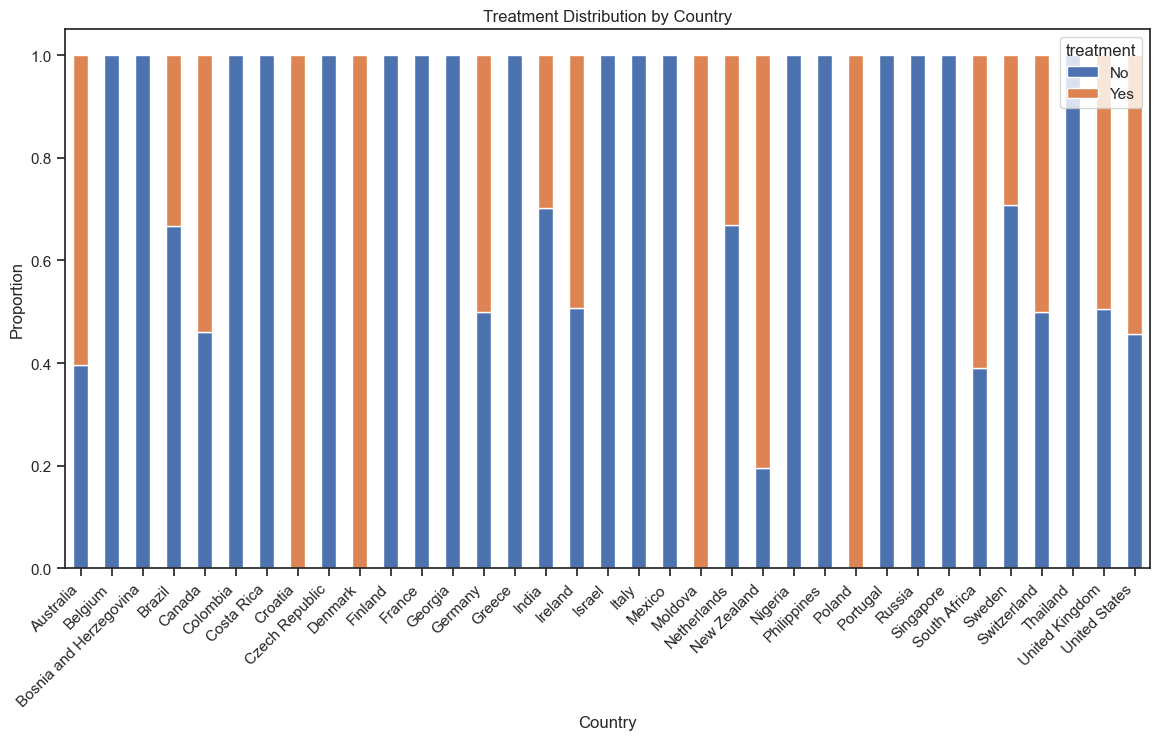 Treatment Distribution by Country
treatment
No
Yes
Proportion
1.0
0.8
0.6
0.4
0.2
0.0
Australia
Belgium
Bosnia and Herzegovina
Brazil
Canada
Colombia
Costa Rica
Croatia
Czech Republic
Denmark
Finland
France
Georgia
Germany
Greece
India
Ireland
Israel
Italy
Mexico
Moldova
Netherlands
New Zealand
Nigeria
Philippines
Poland
Portugal
Russia
Singapore
South Africa
Sweden
Switzerland
Thailand
United Kingdom
United States
Country